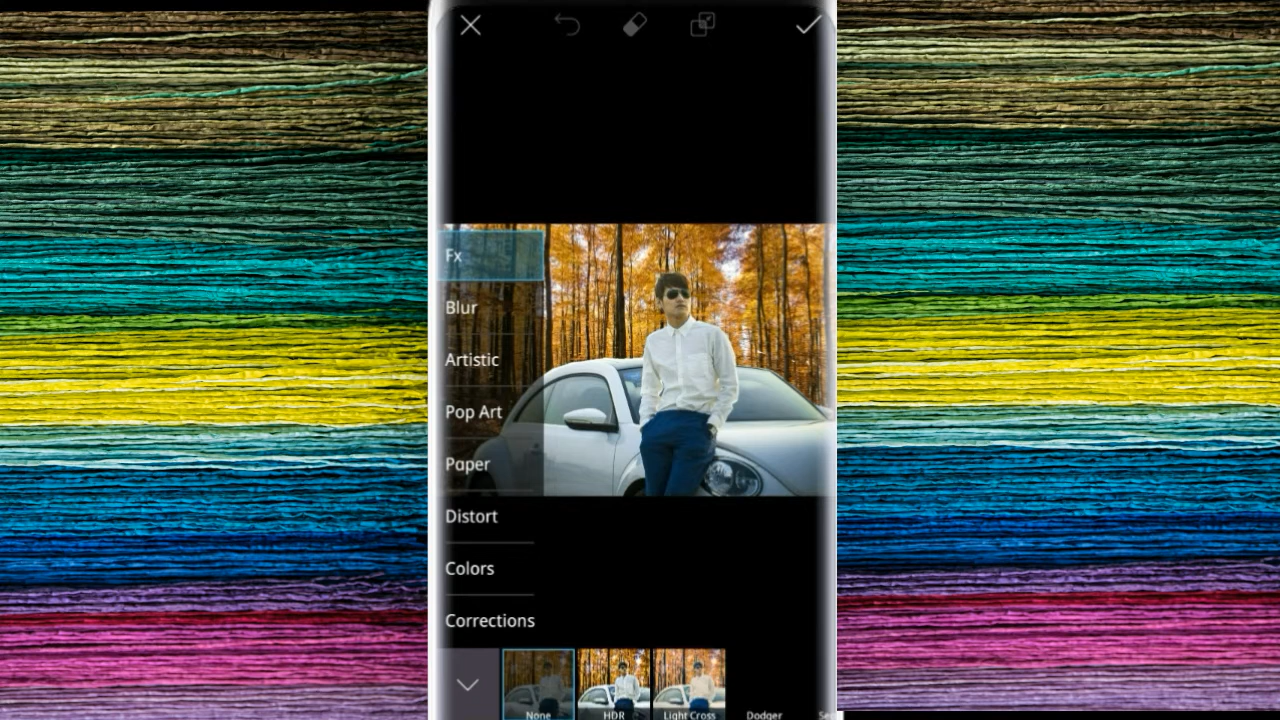 Fx
Blur
Artistic
Pop Art
Paper
Distort
Colors
Corrections
None HDR Light Cross Dodger